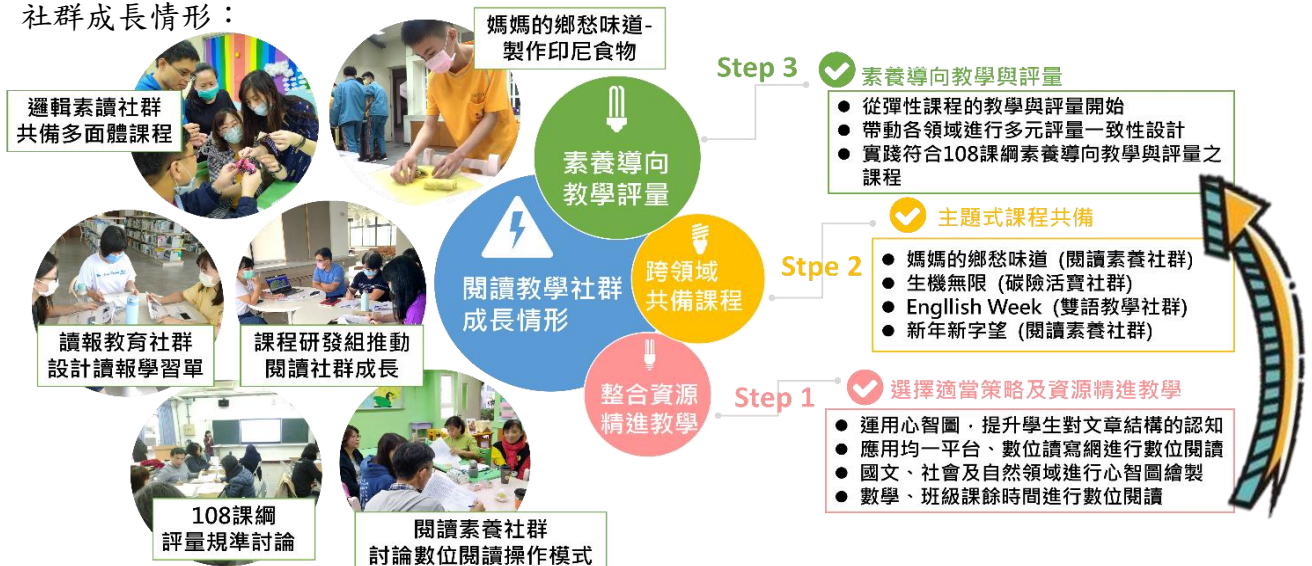 社群成長情形：
媽媽的鄉愁味道-
製作印尼食物
邏輯素讀社群
共備多面體課程
讀報教育社群
設計讀報學習單
課程研發組推動
閱讀社群成長
108課綱
評量規準討論
閱讀素養社群
討論數位閱讀操作模式
素養導向
教學評量
閱讀教學社群
成長情形
跨領域
共備課程
整合資源
精進教學
Step 3
素養導向教學與評量
● 從彈性課程的教學與評量開始
● 帶動各領域進行多元評量一致性設計
● 實踐符合108課綱素養導向教學與評量之
課程
Stpe 2
主題式課程共備
● 媽媽的鄉愁味道 (閱讀素養社群)
● 生機無限 (碳險活寶社群)
● Engllish Week (雙語教學社群)
● 新年新字望 (閱讀素養社群)
Step 1
選擇適當策略及資源精進教學
● 運用心智圖，提升學生對文章結構的認知
● 應用均一平台、數位讀寫網進行數位閱讀
● 國文、社會及自然領域進行心智圖繪製
● 數學、班級課餘時間進行數位閱讀